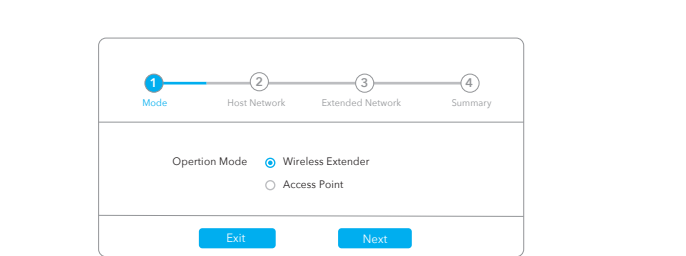 1 2 3 4
Mode Host Network Extended Network Summary
Opertion Mode Wireless Extender
Access Point
Exit Next